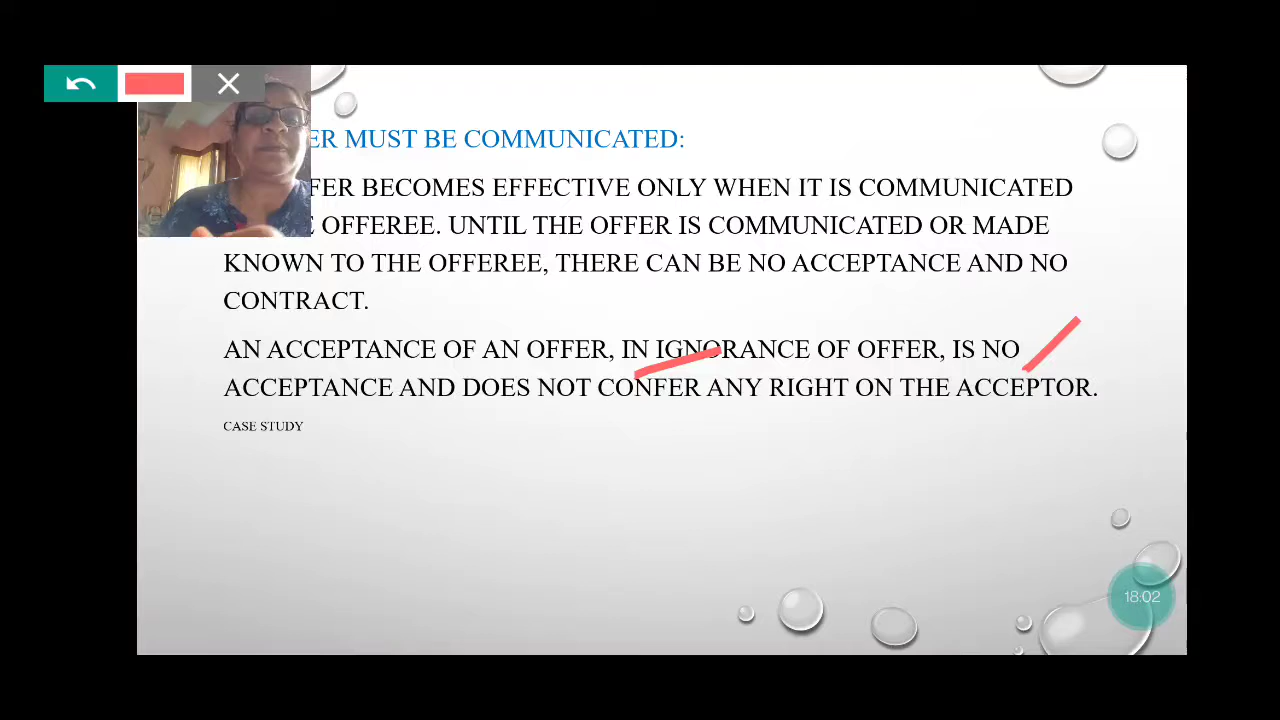 ER MUST BE COMMUNICATED:
FER BECOMES EFFECTIVE ONLY WHEN IT IS COMMUNICATED
OFFEREE. UNTIL THE OFFER IS COMMUNICATED OR MADE
KNOWN TO THE OFFEREE, THERE CAN BE NO ACCEPTANCE AND NO
CONTRACT.
AN ACCEPTANCE OF AN OFFER, IN IGNORANCE OF OFFER, IS NO
ACCEPTANCE AND DOES NOT CONFER ANY RIGHT ON THE ACCEPTOR.
CASE STUDY
18:02